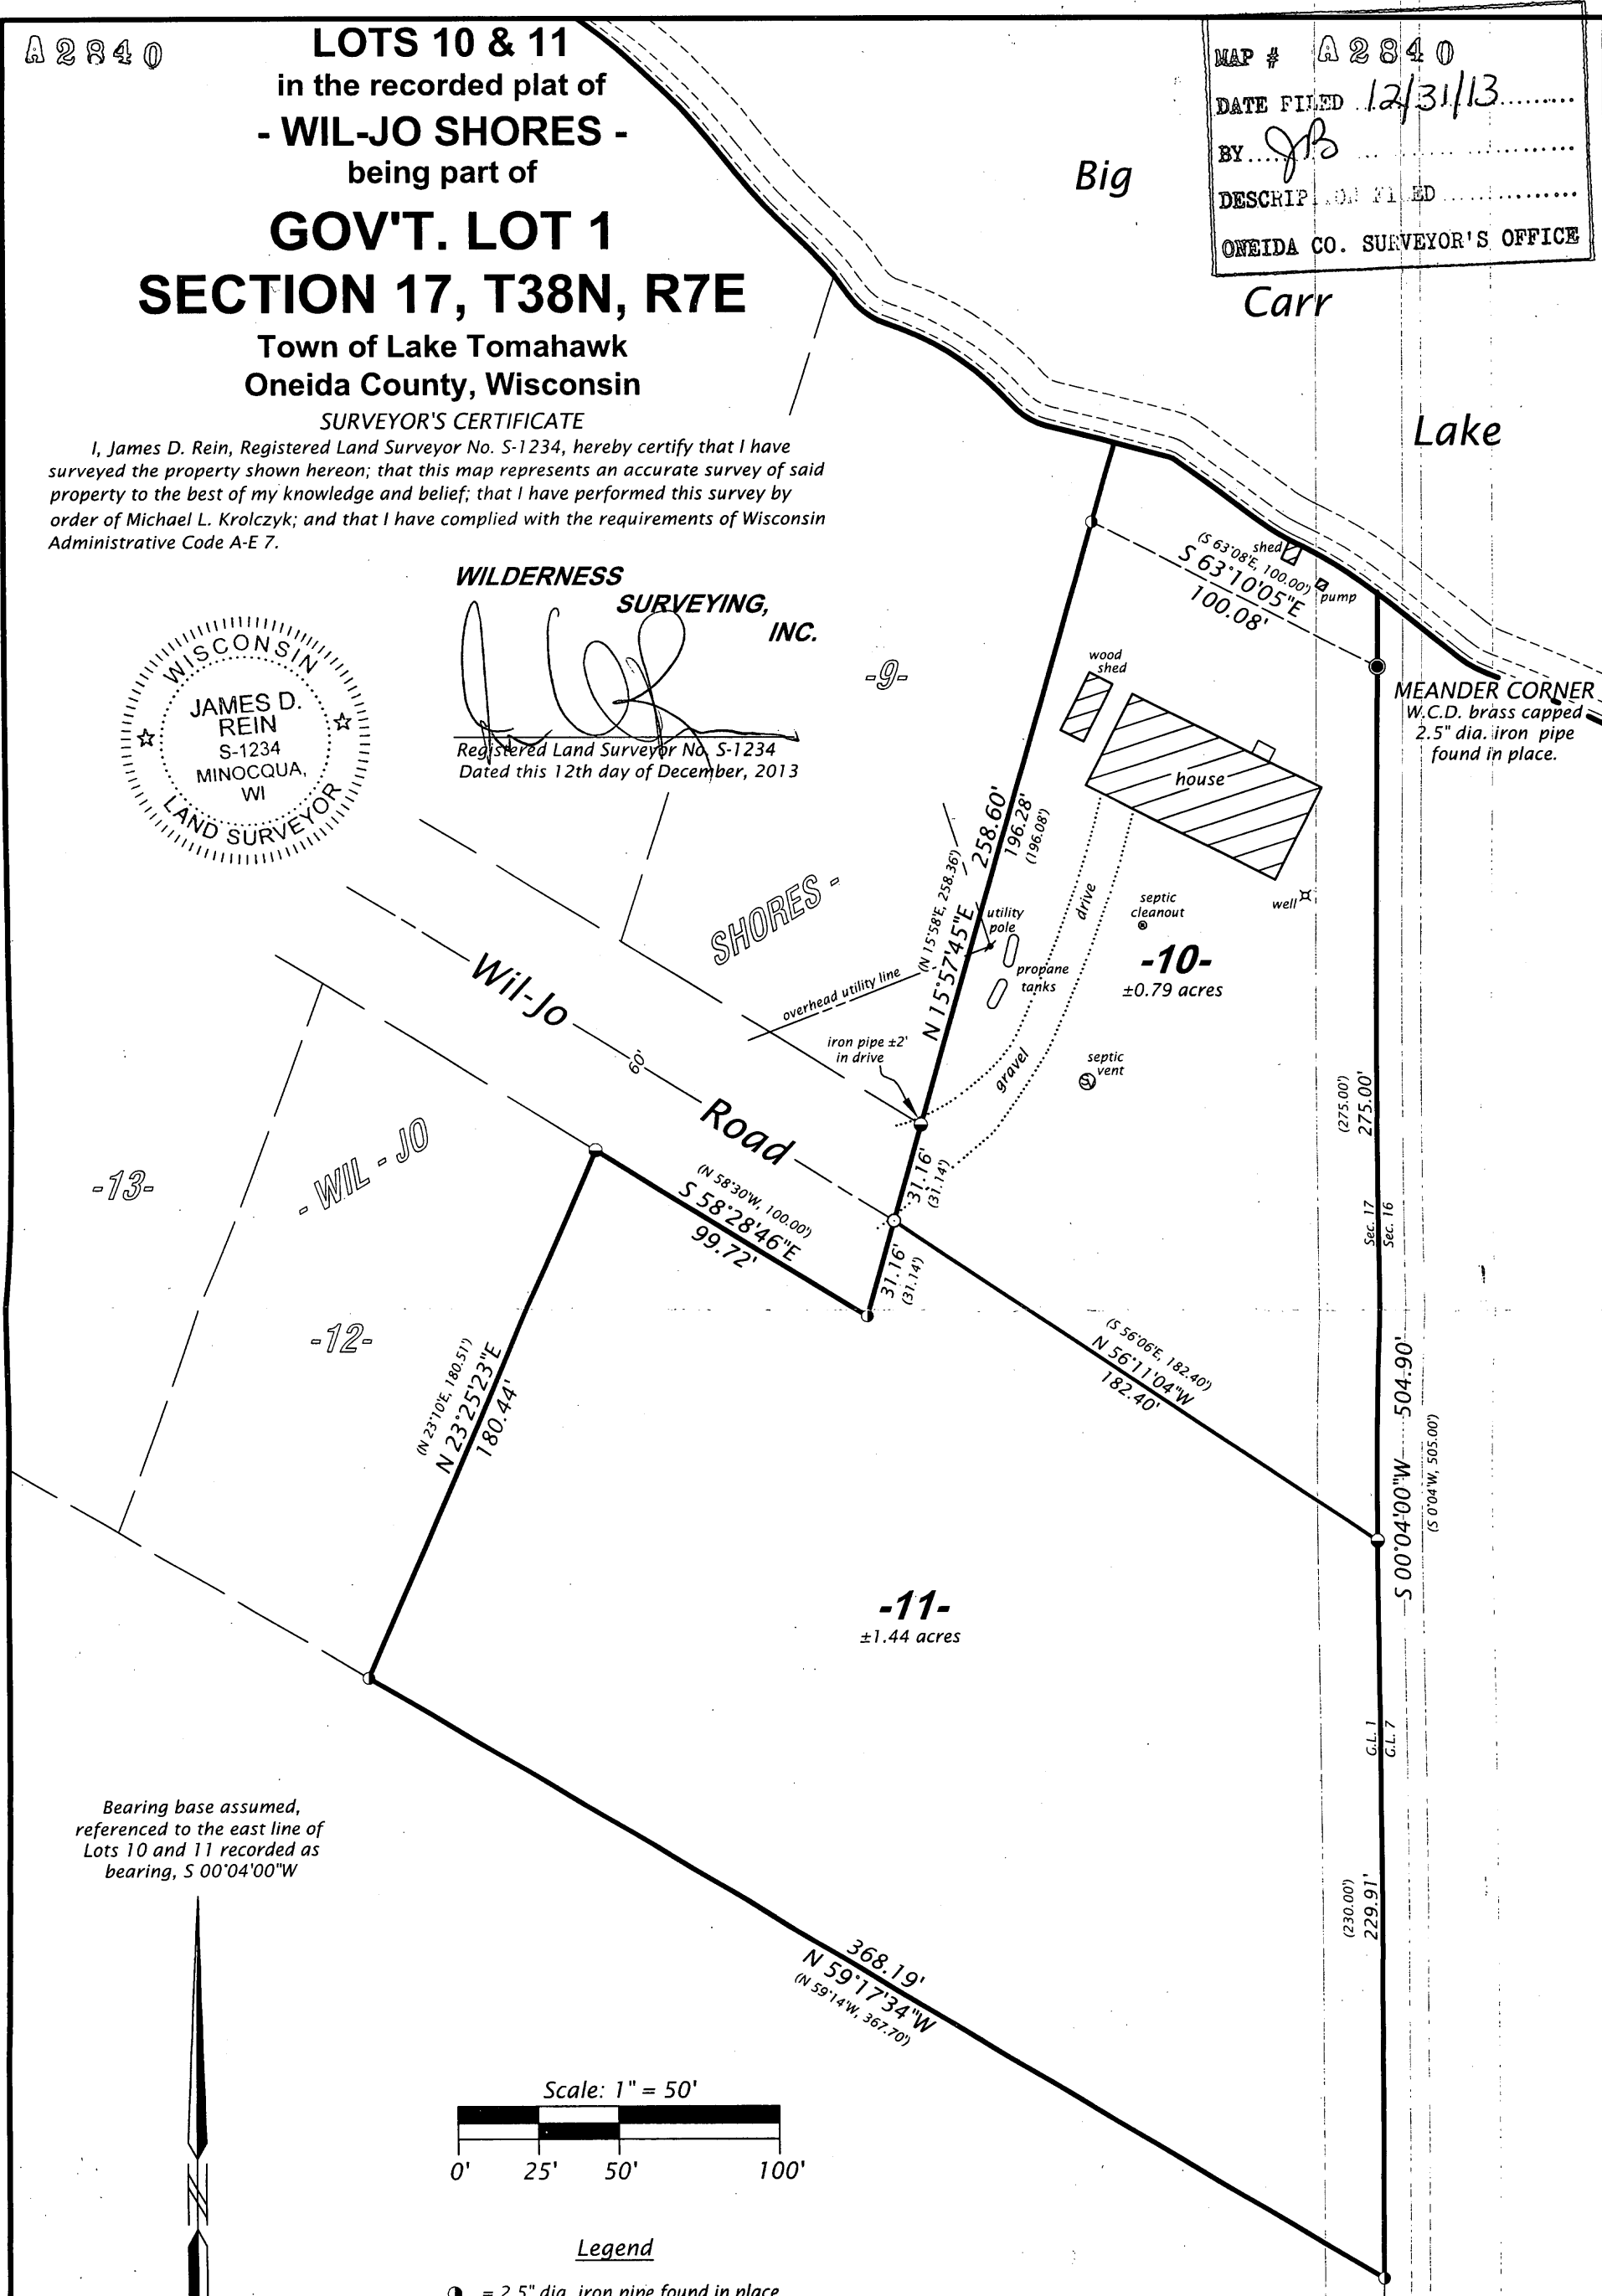 A2840
LOTS 10 & 11
in the recorded plat of
- WIL-JO SHORES -
being part of
GOV'T. LOT 1
SECTION 17, T38N, R7E
Town of Lake Tomahawk
Oneida County, Wisconsin
MAP # A2840
DATE FILED 12/31/13
BY JB
DESCRIPTION FILED
ONEIDA CO. SURVEYOR'S OFFICE
Big
Carr
Lake
SURVEYOR'S CERTIFICATE
I, James D. Rein, Registered Land Surveyor No. S-1234, hereby certify that I have
surveyed the property shown hereon; that this map represents an accurate survey of said
property to the best of my knowledge and belief; that I have performed this survey by
order of Michael L. Krolczyk; and that I have complied with the requirements of Wisconsin
Administrative Code A-E 7.
WILDERNESS
SURVEYING,
INC.
Registered Land Surveyor No. S-1234
Dated this 12th day of December, 2013
WISCONSIN
JAMES D.
REIN
S-1234
MINOCQUA,
WI
LAND SURVEYOR
(S 63°08'E, 100.00')
S 63°10'05"E
100.08'
shed
pump
wood
shed
-9-
MEANDER CORNER
W.C.D. brass capped
2.5" dia. iron pipe
found in place.
house
258.60'
196.28'
(196.08')
(N 15°58'E, 258.36')
N 15°57'45"E
utility
pole
drive
septic
cleanout
well
SHORES -
-10-
±0.79 acres
propane
tanks
overhead utility line
Wil-Jo
60'
Road
iron pipe ±2'
in drive
gravel
septic
vent
(275.00')
275.00'
-13-
- WIL - JO
31.16'
(31.14')
(N 58°30'W, 100.00')
S 58°28'46"E
99.72'
Sec. 17
Sec. 16
31.16'
(31.14')
-12-
(N 23°10'E, 180.51')
N 23°25'23"E
180.44'
(S 56°06'E, 182.40')
N 56°11'04"W
182.40'
S 00°04'00"W 504.90'
(S 0°04'W, 505.00')
-11-
±1.44 acres
G.L. 1
G.L. 7
Bearing base assumed,
referenced to the east line of
Lots 10 and 11 recorded as
bearing, S 00°04'00"W
(230.00')
229.91'
368.19'
N 59°17'34"W
(N 59°14'W, 367.70')
N
Scale: 1" = 50'
0' 25' 50' 100'
Legend
= 2.5" dia. iron pipe found in place